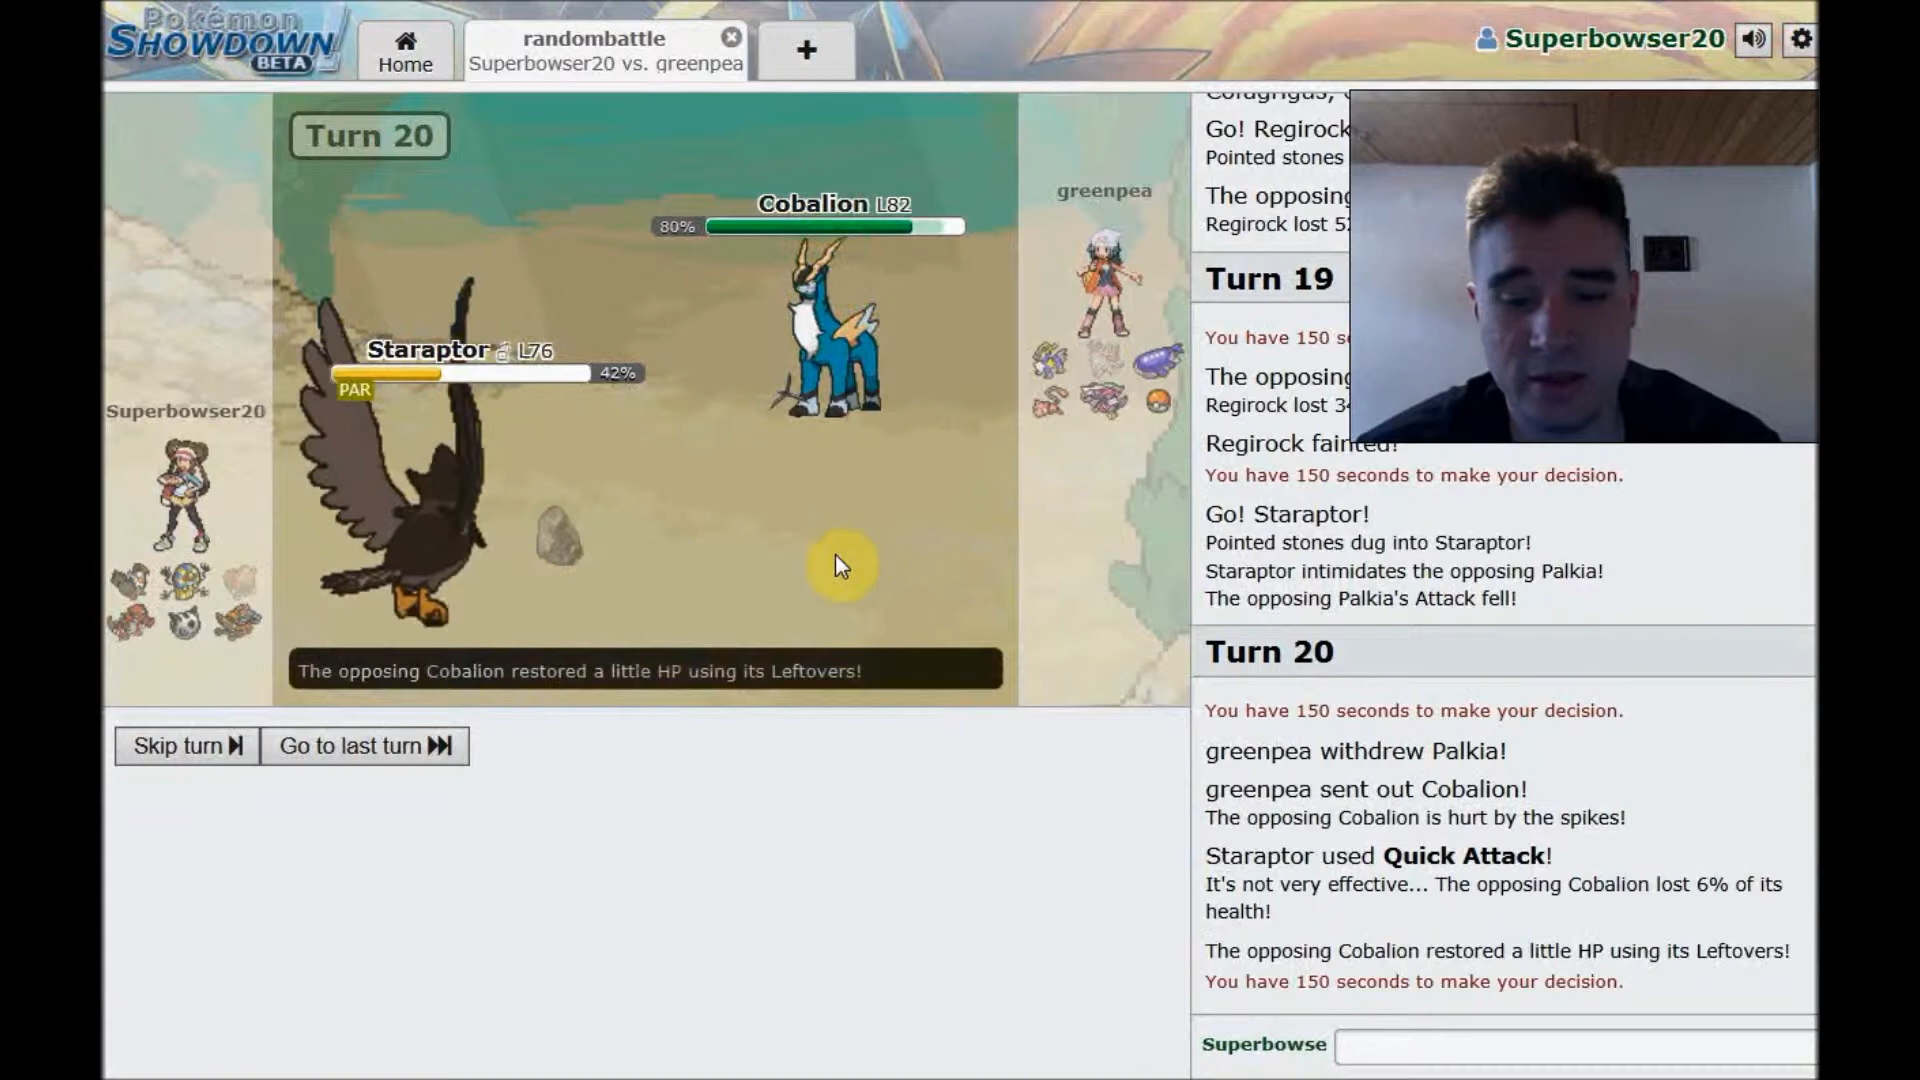 Pokémon
SHOWDOWN
BETA
Home
randombattle
Superbowser20 vs. greenpea
Superbowser20
Turn 20
Cobalion L82
80%
Staraptor L76
42%
PAR
Superbowser20
greenpea
The opposing Cobalion restored a little HP using its Leftovers!
Skip turn
Go to last turn
Go! Regirock
Pointed stones
The opposing
Regirock lost
Turn 19
You have 150
The opposing
Regirock lost
Regirock fainted!
You have 150 seconds to make your decision.
Go! Staraptor!
Pointed stones dug into Staraptor!
Staraptor intimidates the opposing Palkia!
The opposing Palkia's Attack fell!
Turn 20
You have 150 seconds to make your decision.
greenpea withdrew Palkia!
greenpea sent out Cobalion!
The opposing Cobalion is hurt by the spikes!
Staraptor used Quick Attack!
It's not very effective... The opposing Cobalion lost 6% of its
health!
The opposing Cobalion restored a little HP using its Leftovers!
You have 150 seconds to make your decision.
Superbowse